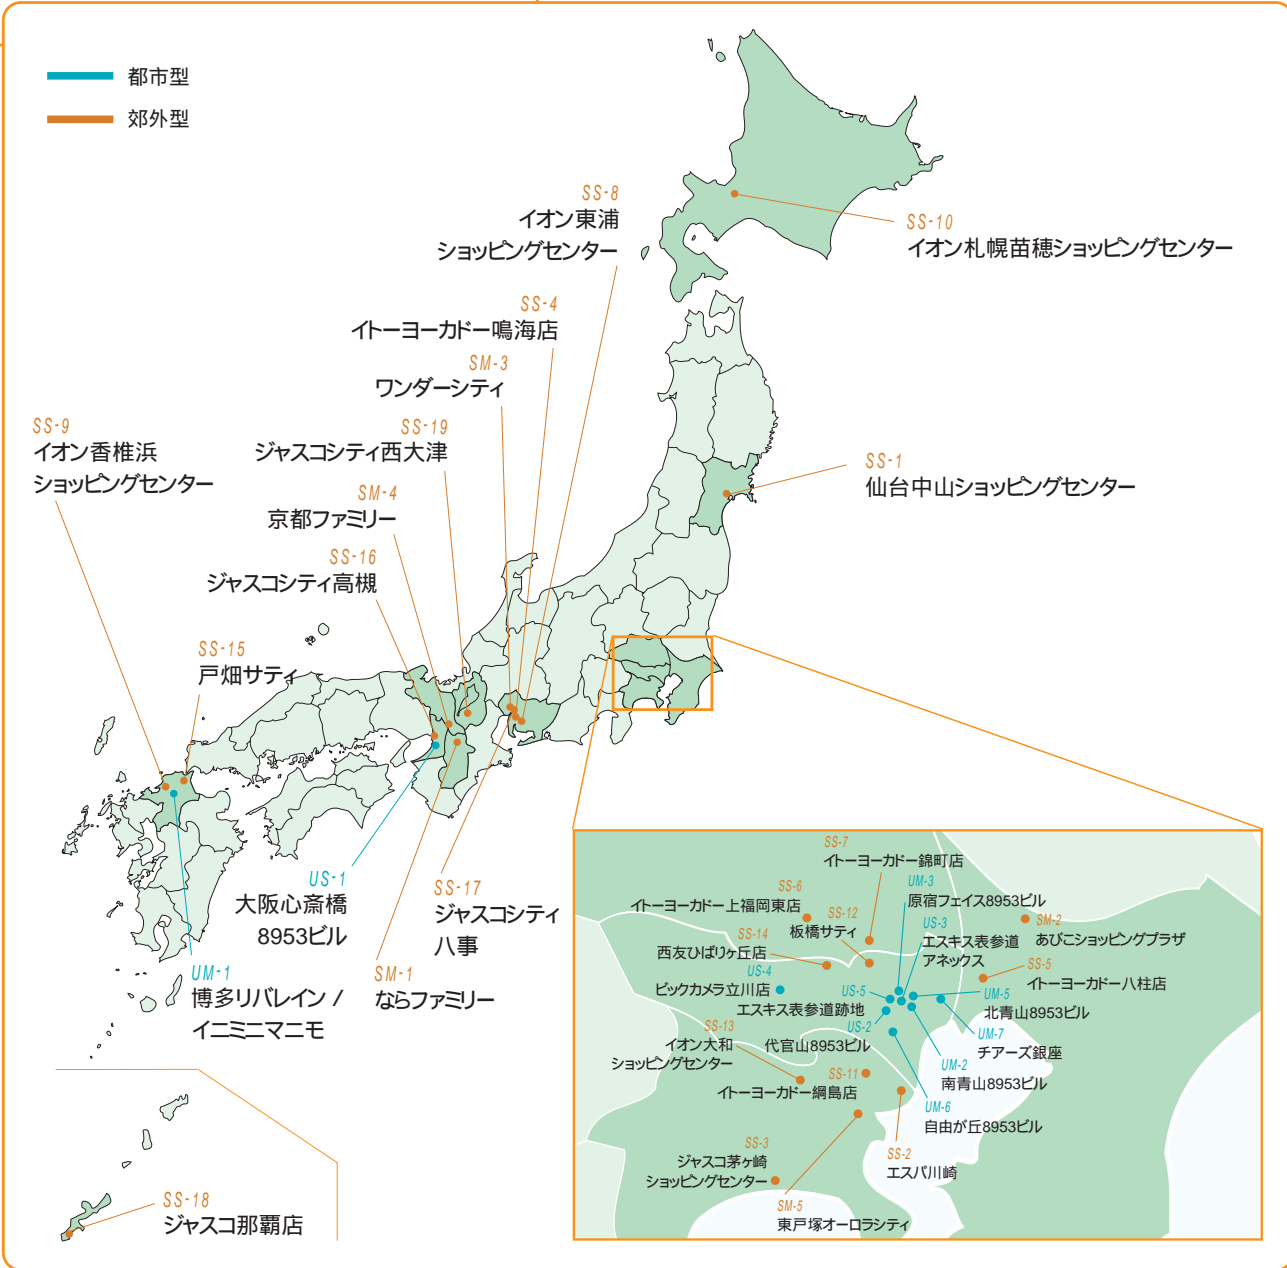 都市型
郊外型
SS-8
イオン東浦
ショッピングセンター
SS-10
イオン札幌苗穂ショッピングセンター
SS-4
イトーヨーカドー鳴海店
SM-3
ワンダーシティ
SS-9
イオン香椎浜
ショッピングセンター
SS-19
ジャスコシティ西大津
SS-1
仙台中山ショッピングセンター
SM-4
京都ファミリー
SS-16
ジャスコシティ高槻
SS-15
戸畑サティ
US-1
大阪心斎橋
8953ビル
SS-17
ジャスコシティ
八事
UM-1
博多リバレイン /
イニミニマニモ
SM-1
ならファミリー
SS-18
ジャスコ那覇店
SS-7
イトーヨーカドー錦町店
SS-6
イトーヨーカドー上福岡東店
UM-3
原宿フェイス8953ビル
SS-12
板橋サティ
US-3
エスキス表参道
アネックス
SM-2
あびこショッピングプラザ
SS-14
西友ひばりヶ丘店
US-4
ビックカメラ立川店
SS-5
イトーヨーカドー八柱店
US-5
エスキス表参道跡地
UM-5
北青山8953ビル
US-2
代官山8953ビル
UM-7
チアーズ銀座
SS-13
イオン大和
ショッピングセンター
UM-2
南青山8953ビル
SS-11
イトーヨーカドー綱島店
UM-6
自由が丘8953ビル
SS-3
ジャスコ茅ヶ崎
ショッピングセンター
SS-2
エスパ川崎
SM-5
東戸塚オーロラシティ